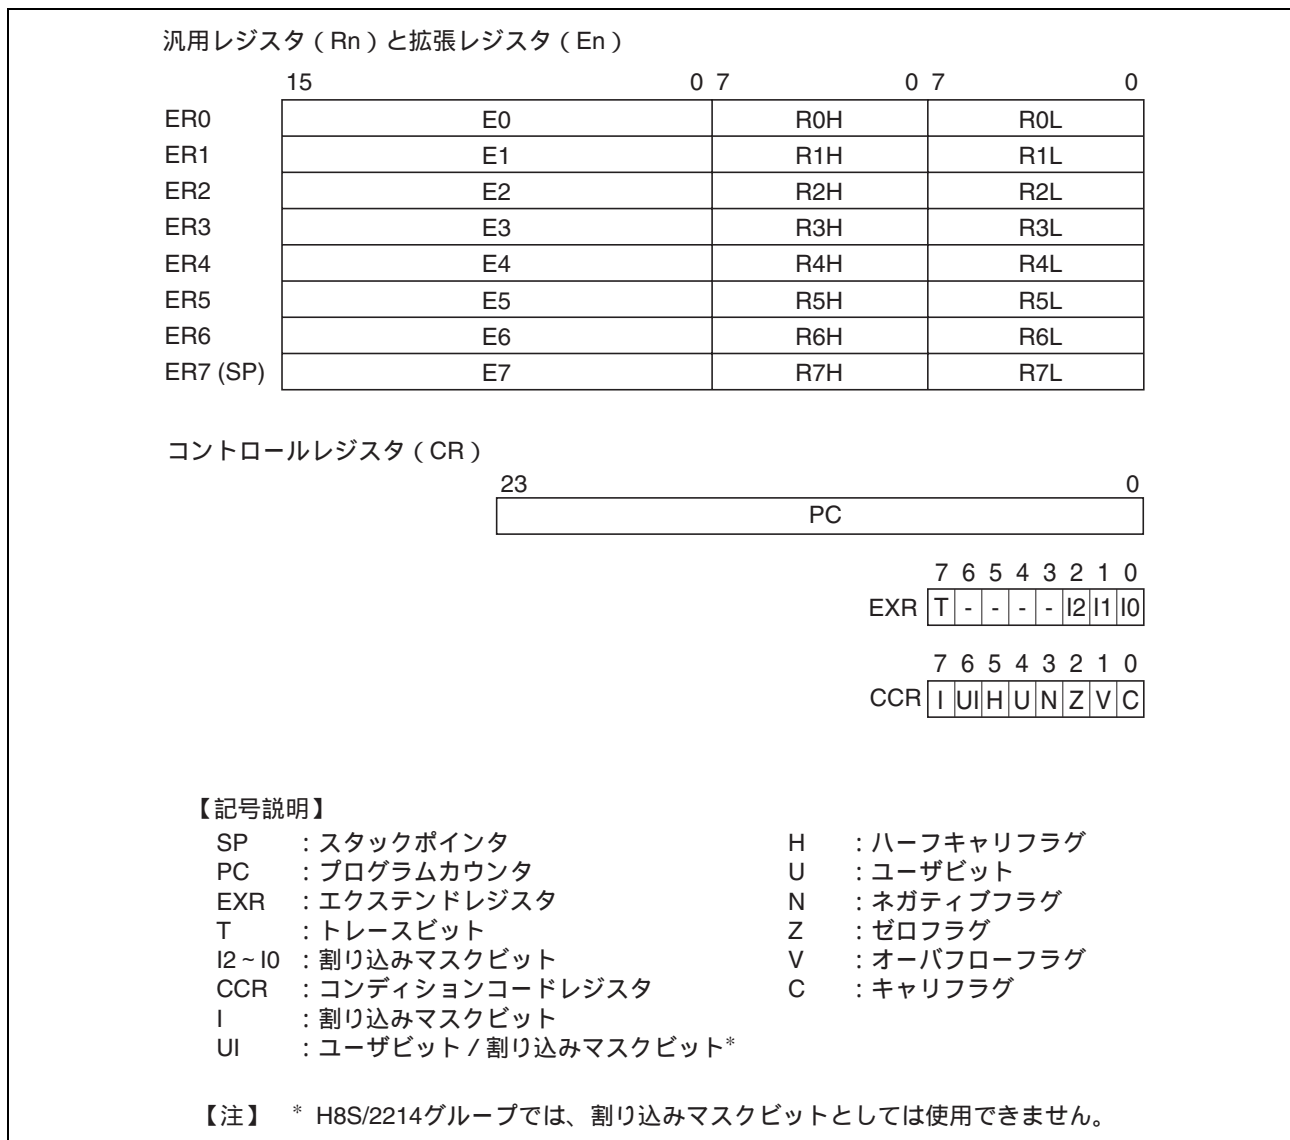 汎用レジスタ（Rn）と拡張レジスタ（En）
15 0 7 0 7 0
ER0 E0 R0H R0L
ER1 E1 R1H R1L
ER2 E2 R2H R2L
ER3 E3 R3H R3L
ER4 E4 R4H R4L
ER5 E5 R5H R5L
ER6 E6 R6H R6L
ER7 (SP) E7 R7H R7L
コントロールレジスタ（CR）
23 0
PC
7 6 5 4 3 2 1 0
EXR T - - - - I2 I1 I0
7 6 5 4 3 2 1 0
CCR I UI H U N Z V C
【記号説明】
SP ：スタックポインタ
PC ：プログラムカウンタ
EXR ：エクステンドレジスタ
T ：トレースビット
I2～I0 ：割り込みマスクビット
CCR ：コンディションコードレジスタ
I ：割り込みマスクビット
UI ：ユーザビット / 割り込みマスクビット*
H ：ハーフキャリフラグ
U ：ユーザビット
N ：ネガティブフラグ
Z ：ゼロフラグ
V ：オーバフローフラグ
C ：キャリフラグ
【注】 * H8S/2214グループでは、割り込みマスクビットとしては使用できません。